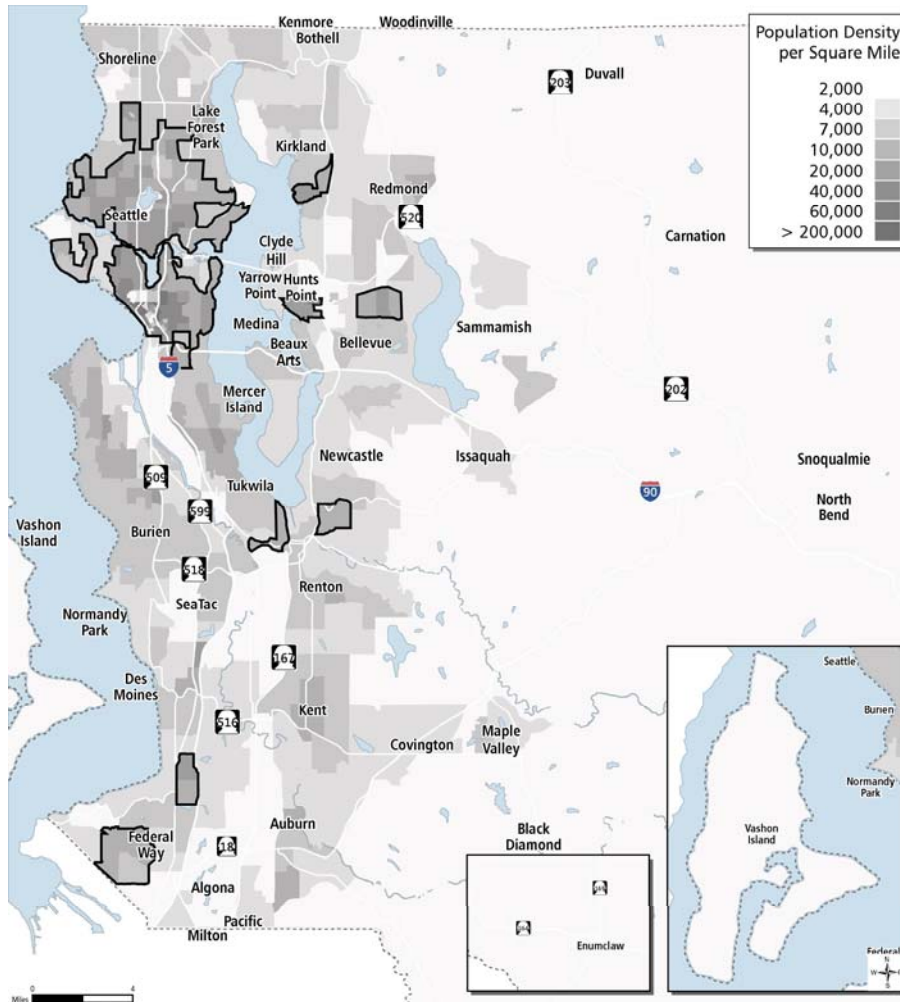 Kenmore
Bothell
Woodinville
Shoreline
Duvall
203
Lake
Forest
Park
Kirkland
Redmond
520
Seattle
Carnation
Clyde
Hill
Yarrow
Point
Hunts
Point
Medina
Sammamish
Beaux
Arts
Bellevue
5
202
Mercer
Island
Newcastle
Issaquah
Snoqualmie
509
Tukwila
90
North
Bend
599
Vashon
Island
Burien
518
Renton
SeaTac
Normandy
Park
167
Des
Moines
Kent
516
Covington
Maple
Valley
Federal
Way
18
Auburn
Black
Diamond
Algona
Pacific
Milton
Enumclaw
Population Density
per Square Mile
2,000
4,000
7,000
10,000
20,000
40,000
60,000
> 200,000
Seattle
Burien
Normandy
Park
Vashon
Island
Federal
N
W E
S
0 4
Miles